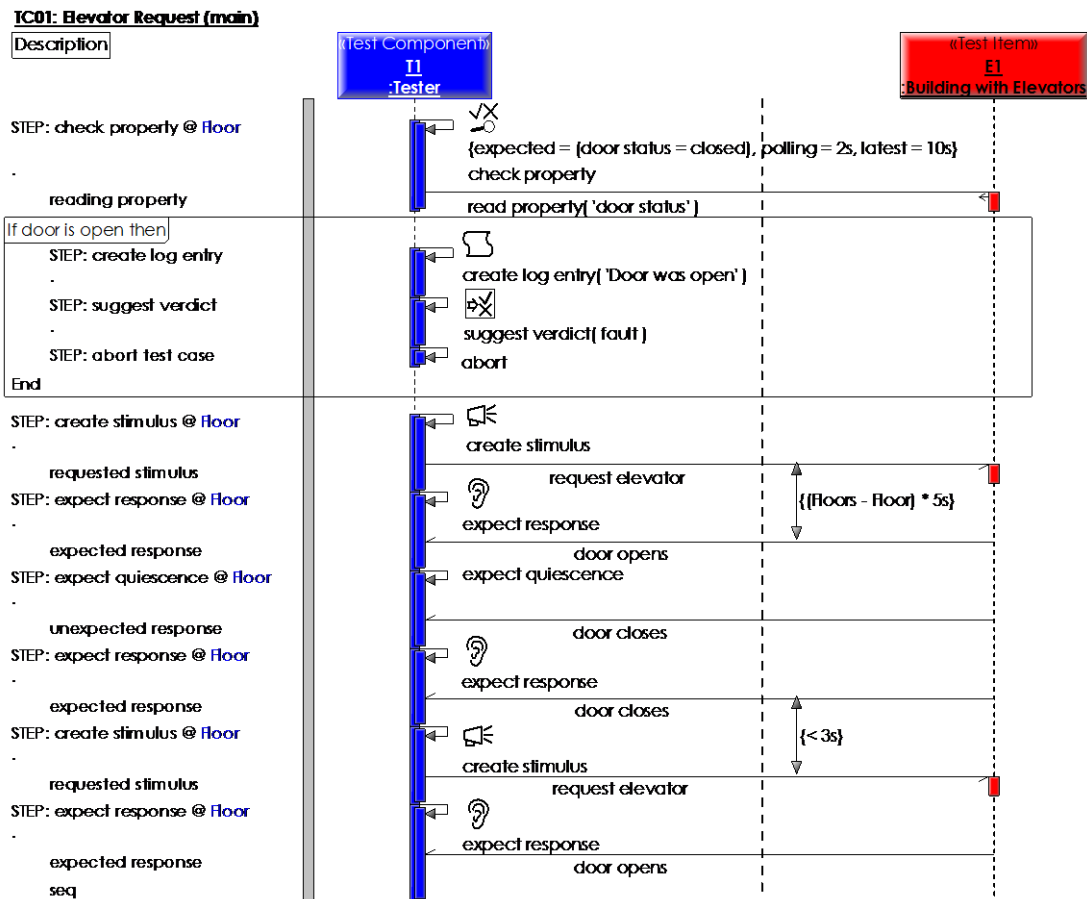 TC01: Elevator Request (main)
Description
«Test Component»
T1
:Tester
«Test Item»
E1
:Building with Elevators
STEP: check property @ Floor
{expected = (door status = closed), polling = 2s, latest = 10s}
.
check property
reading property
read property( 'door status' )
If door is open then
STEP: create log entry
.
create log entry( 'Door was open' )
STEP: suggest verdict
.
suggest verdict( fault )
STEP: abort test case
abort
End
STEP: create stimulus @ Floor
.
create stimulus
requested stimulus
request elevator
STEP: expect response @ Floor
{(Floors - Floor) * 5s}
.
expect response
expected response
door opens
STEP: expect quiescence @ Floor
expect quiescence
.
unexpected response
door closes
STEP: expect response @ Floor
.
expect response
expected response
door closes
STEP: create stimulus @ Floor
{< 3s}
.
create stimulus
requested stimulus
request elevator
STEP: expect response @ Floor
.
expect response
expected response
door opens
seq